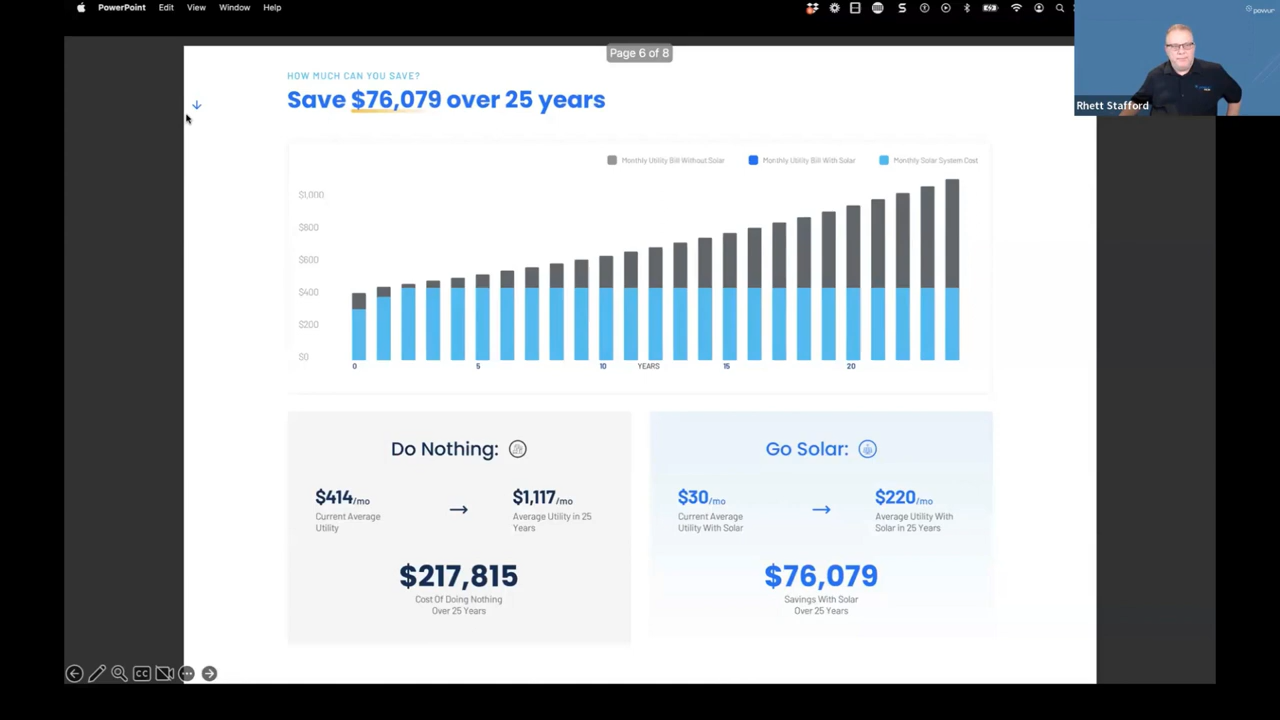 PowerPoint Edit View Window Help
powur
Rhett Stafford
Page 6 of 8
HOW MUCH CAN YOU SAVE?
Save $76,079 over 25 years
Monthly Utility Bill Without Solar
Monthly Utility Bill With Solar
Monthly Solar System Cost
$1,000
$800
$600
$400
$200
$0
0 5 10 YEARS 15 20
Do Nothing:
$414/mo
Current Average
Utility
$1,117/mo
Average Utility in 25
Years
$217,815
Cost Of Doing Nothing
Over 25 Years
Go Solar:
$30/mo
Current Average
Utility With Solar
$220/mo
Average Utility With
Solar in 25 Years
$76,079
Savings With Solar
Over 25 Years
CC